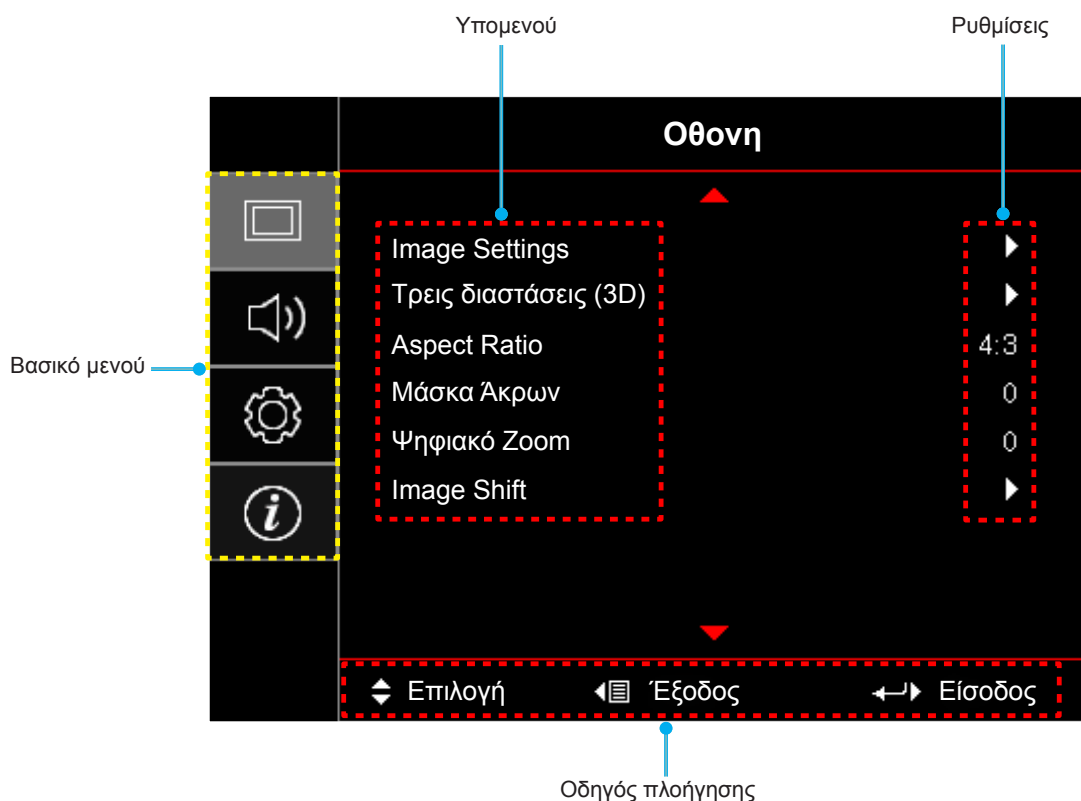 Υπομενού Ρυθμίσεις
Οθονη
Image Settings
Τρεις διαστάσεις (3D)
Aspect Ratio 4:3
Βασικό μενού
Μάσκα Άκρων 0
Ψηφιακό Zoom 0
Image Shift
Επιλογή Έξοδος Είσοδος
Οδηγός πλοήγησης